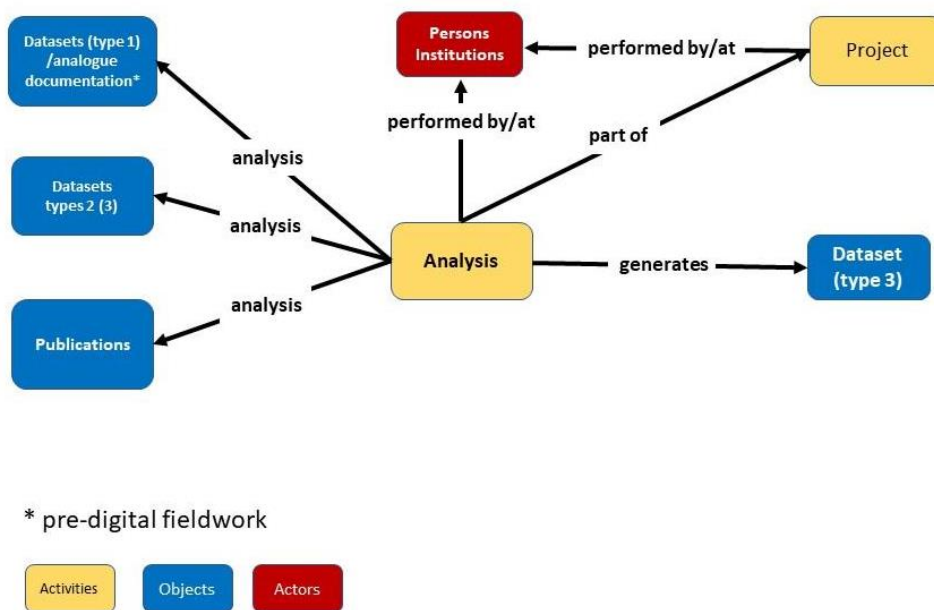 Datasets (type 1)
/analogue
documentation*
Persons
Institutions
performed by/at
Project
performed by/at
part of
analysis
Datasets
types 2 (3)
analysis
Analysis
generates
Dataset
(type 3)
analysis
Publications
* pre-digital fieldwork
Activities
Objects
Actors